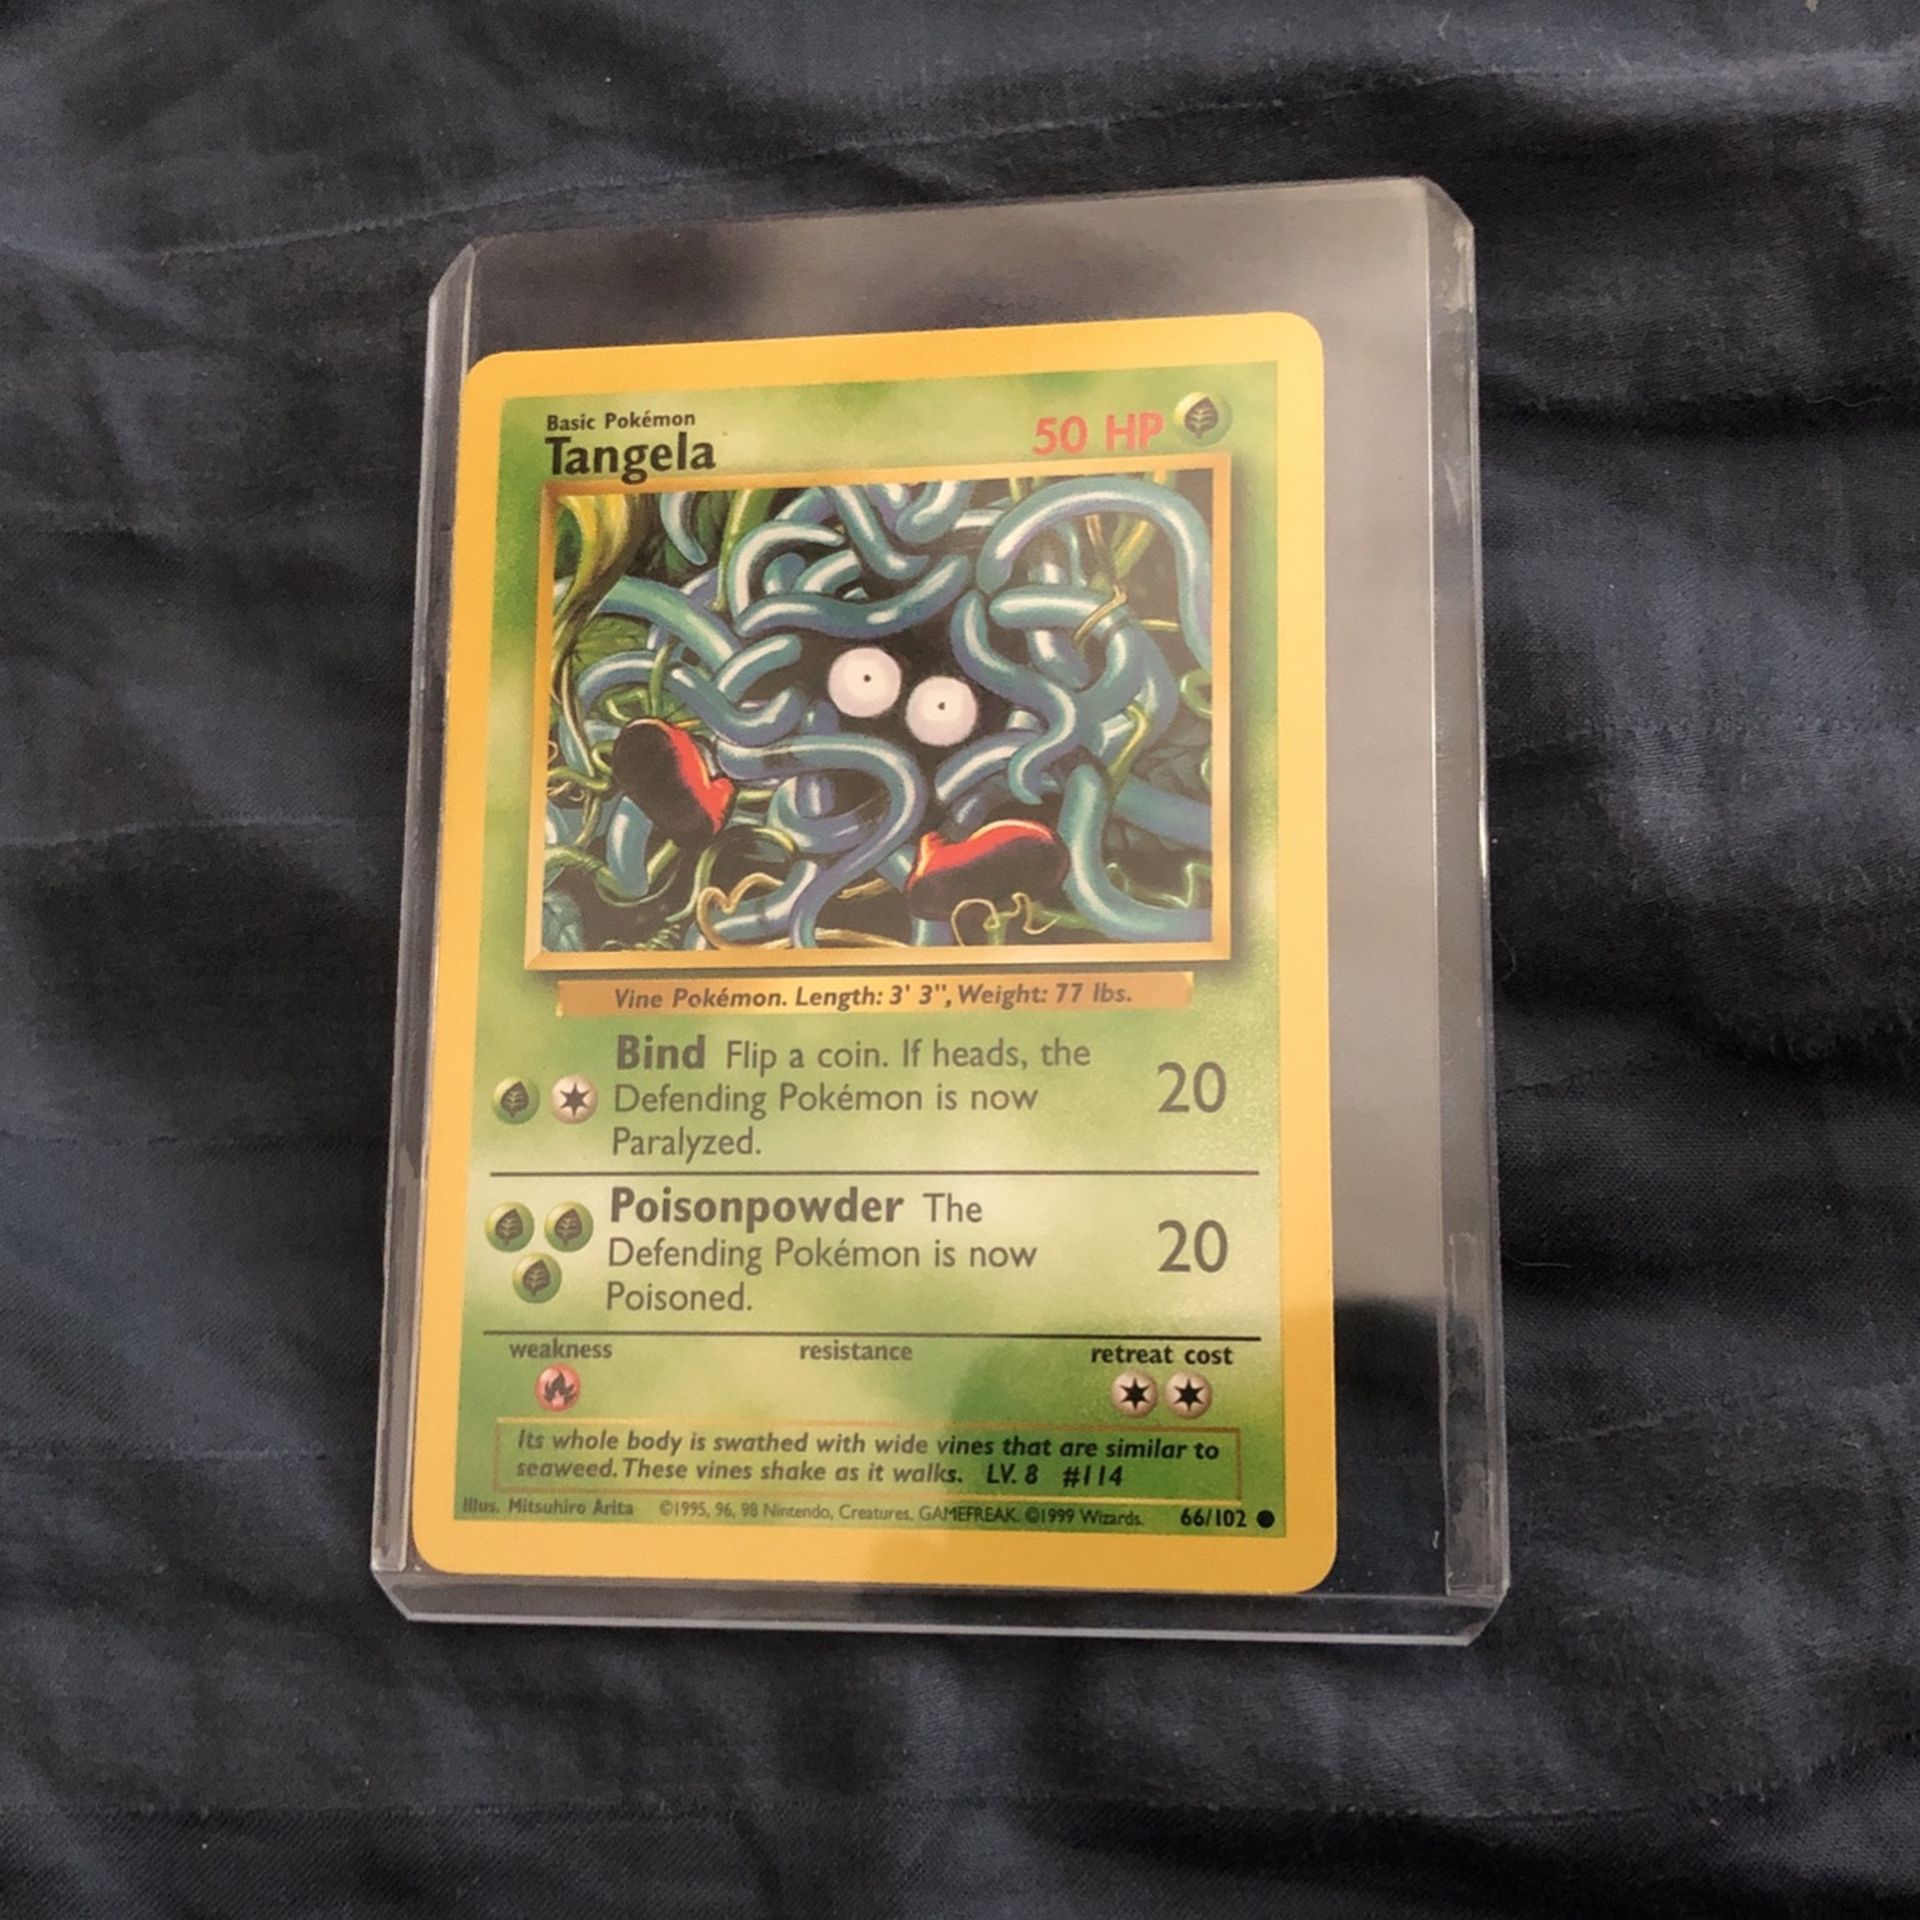 Basic Pokémon
Tangela
50 HP
Vine Pokémon. Length: 3' 3", Weight: 77 lbs.
Bind Flip a coin. If heads, the
Defending Pokémon is now
Paralyzed.
20
Poisonpowder The
Defending Pokémon is now
Poisoned.
20
weakness resistance retreat cost
Its whole body is swathed with wide vines that are similar to
seaweed. These vines shake as it walks. LV. 8 #114
Illus. Mitsuhiro Arita ©1995, 96, 98 Nintendo, Creatures, GAMEFREAK. ©1999 Wizards. 66/102